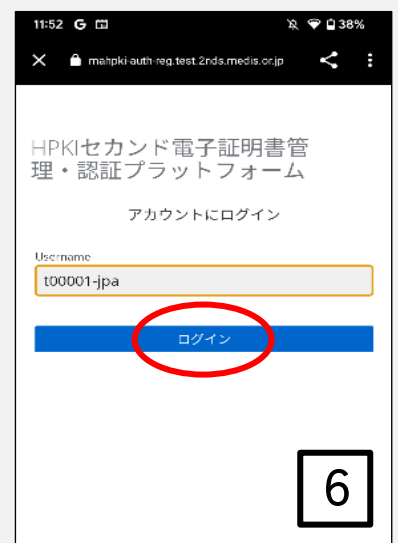 11:52 G 38%
mahpki-auth-reg.test.2nds.medis.or.jp
HPKIセカンド電子証明書管
理・認証プラットフォーム
アカウントにログイン
Username
t00001-jpa
ログイン
6